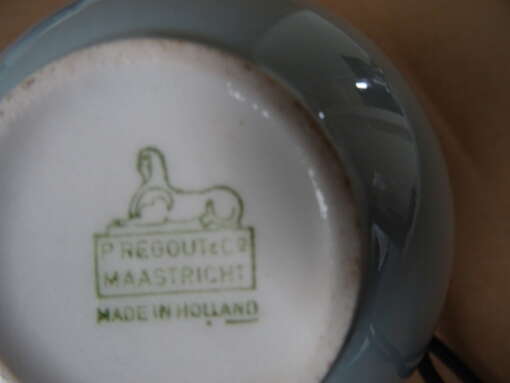 P. REGOUT & Co
MAASTRICHT
MADE IN HOLLAND